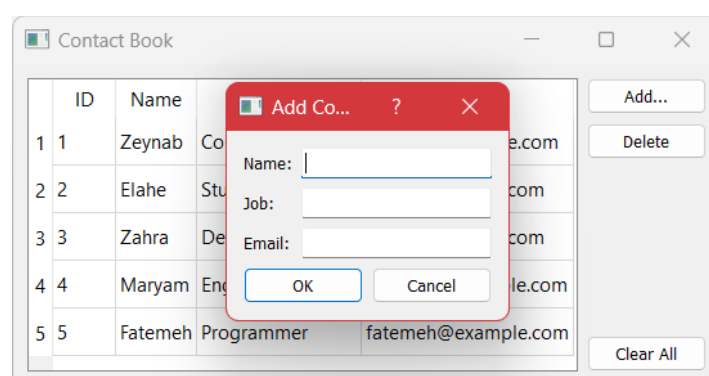 Contact Book
ID Name
Add...
Add Co... ?
1 1 Zeynab Co e.com
Delete
Name:
2 2 Elahe Stu com
Job:
3 3 Zahra De com
Email:
4 4 Maryam Eng le.com
OK Cancel
5 5 Fatemeh Programmer fatemeh@example.com
Clear All